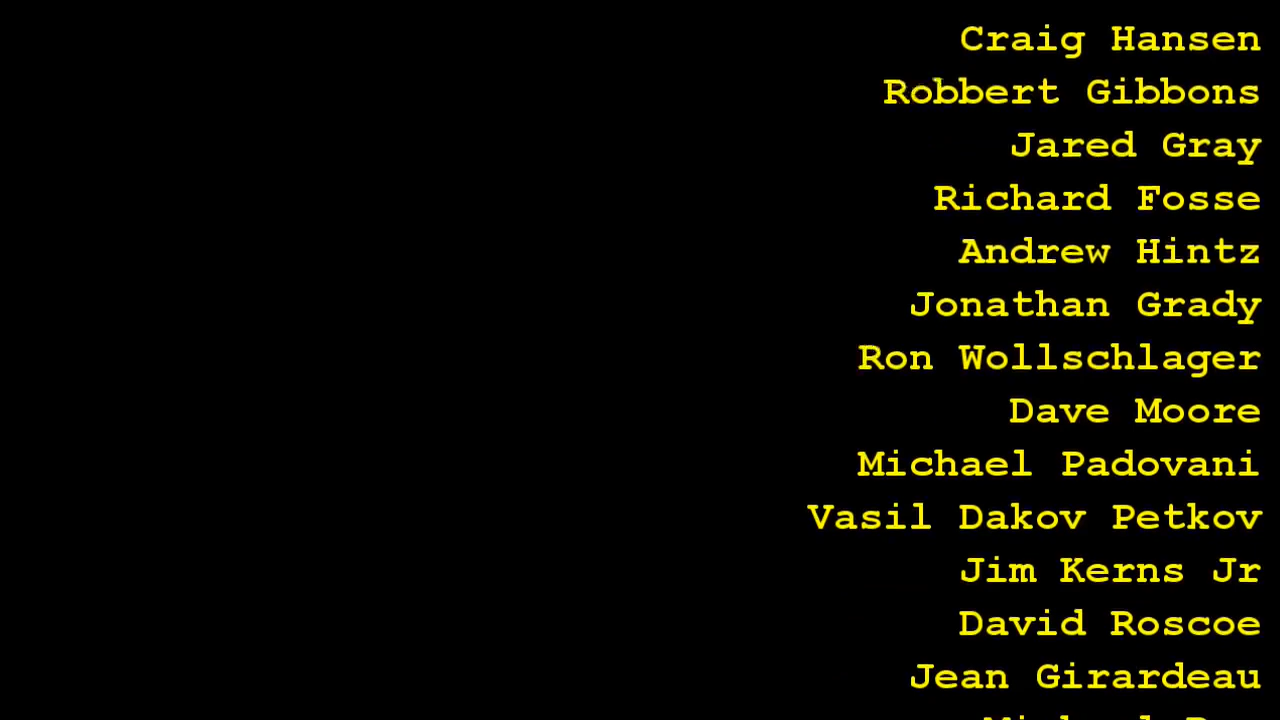 Craig Hansen
Robbert Gibbons
Jared Gray
Richard Fosse
Andrew Hintz
Jonathan Grady
Ron Wollschlager
Dave Moore
Michael Padovani
Vasil Dakov Petkov
Jim Kerns Jr
David Roscoe
Jean Girardeau